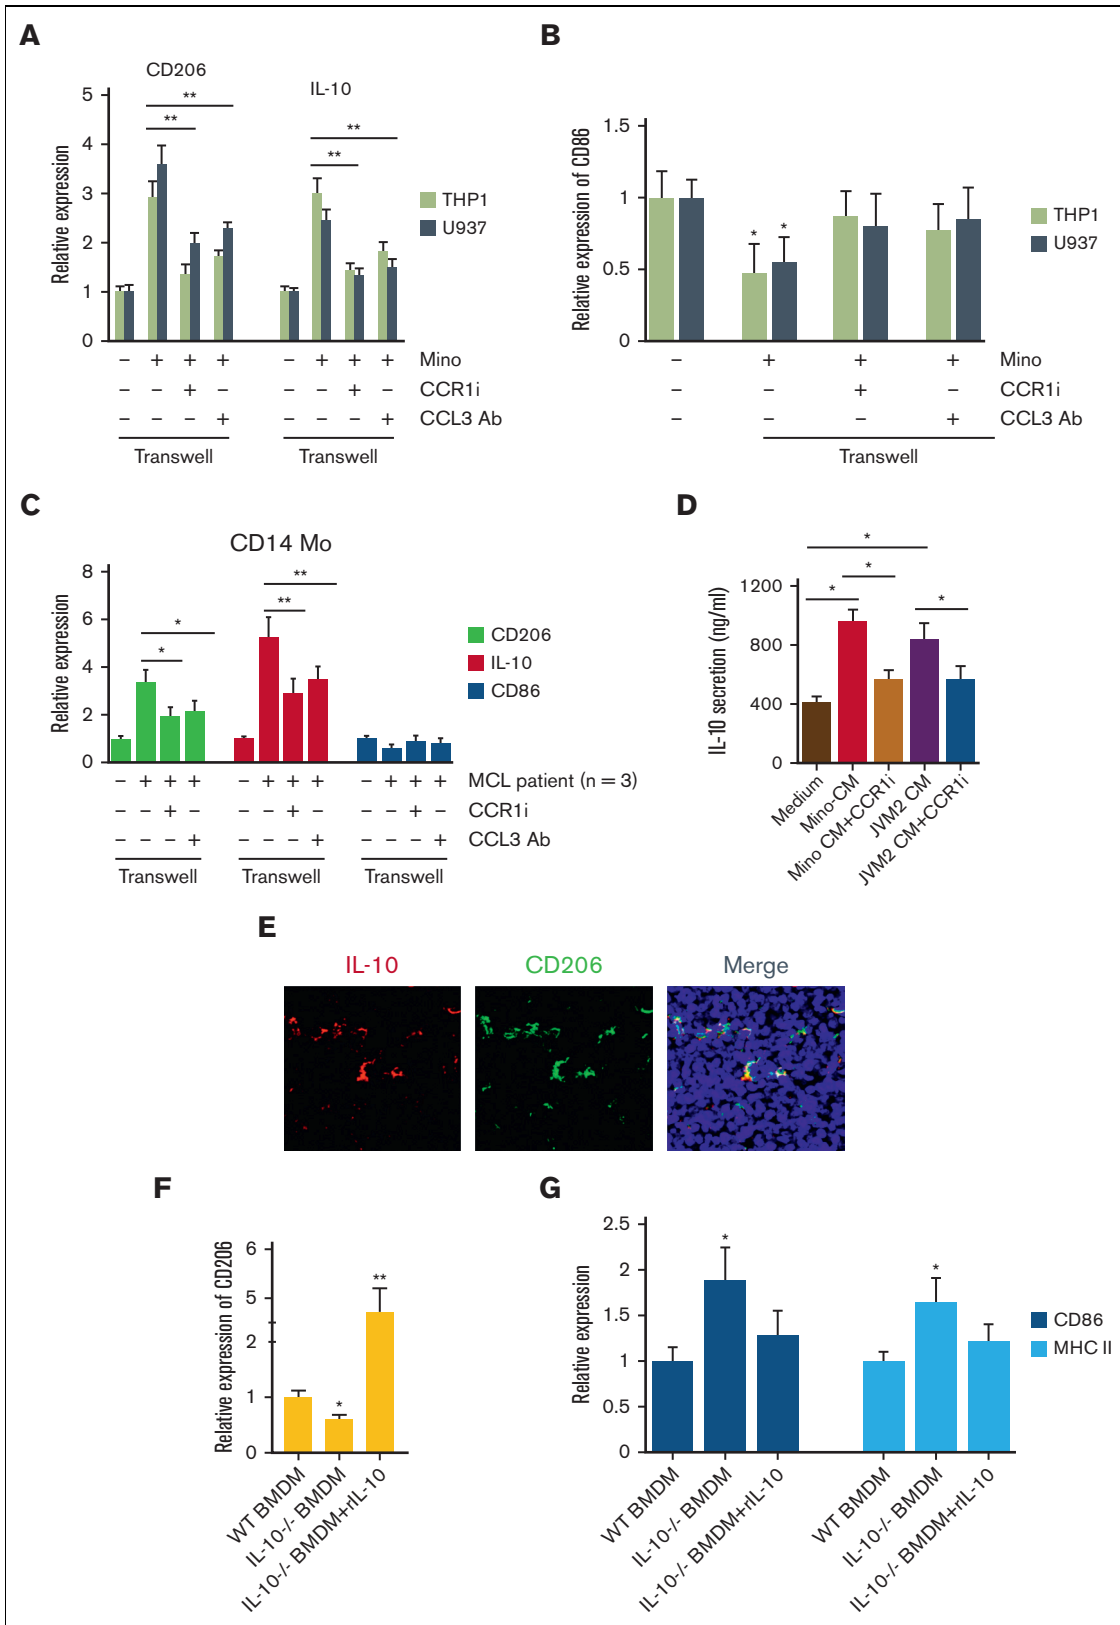 A
CD206
IL-10
**
**
**
**
Relative expression
5
4
3
2
1
0
THP1
U937
− + + + − + + + Mino
− − + − − − + − CCR1i
− − − + − − − + CCL3 Ab
Transwell Transwell
B
Relative expression of CD86
1.5
1
0.5
0
* *
THP1
U937
− + + + Mino
− − + − CCR1i
− − − + CCL3 Ab
Transwell
C
CD14 Mo
Relative expression
8
6
4
2
0
*
*
**
**
CD206
IL-10
CD86
− + + + − + + + − + + + MCL patient (n = 3)
− − + − − − + − − − + − CCR1i
− − − + − − − + − − − + CCL3 Ab
Transwell Transwell Transwell
D
IL-10 secretion (ng/ml)
1200
800
400
0
*
*
*
*
Medium
Mino-CM
Mino CM+CCR1i
JVM2 CM
JVM2 CM+CCR1i
E
IL-10 CD206 Merge
F
Relative expression of CD206
6
5
2
1
0
*
**
WT BMDM
IL-10-/- BMDM
IL-10-/- BMDM+rIL-10
G
Relative expression
2.5
2
1.5
1
0.5
0
*
*
CD86
MHC II
WT BMDM
IL-10-/- BMDM
IL-10-/- BMDM+rIL-10
WT BMDM
IL-10-/- BMDM
IL-10-/- BMDM+rIL-10